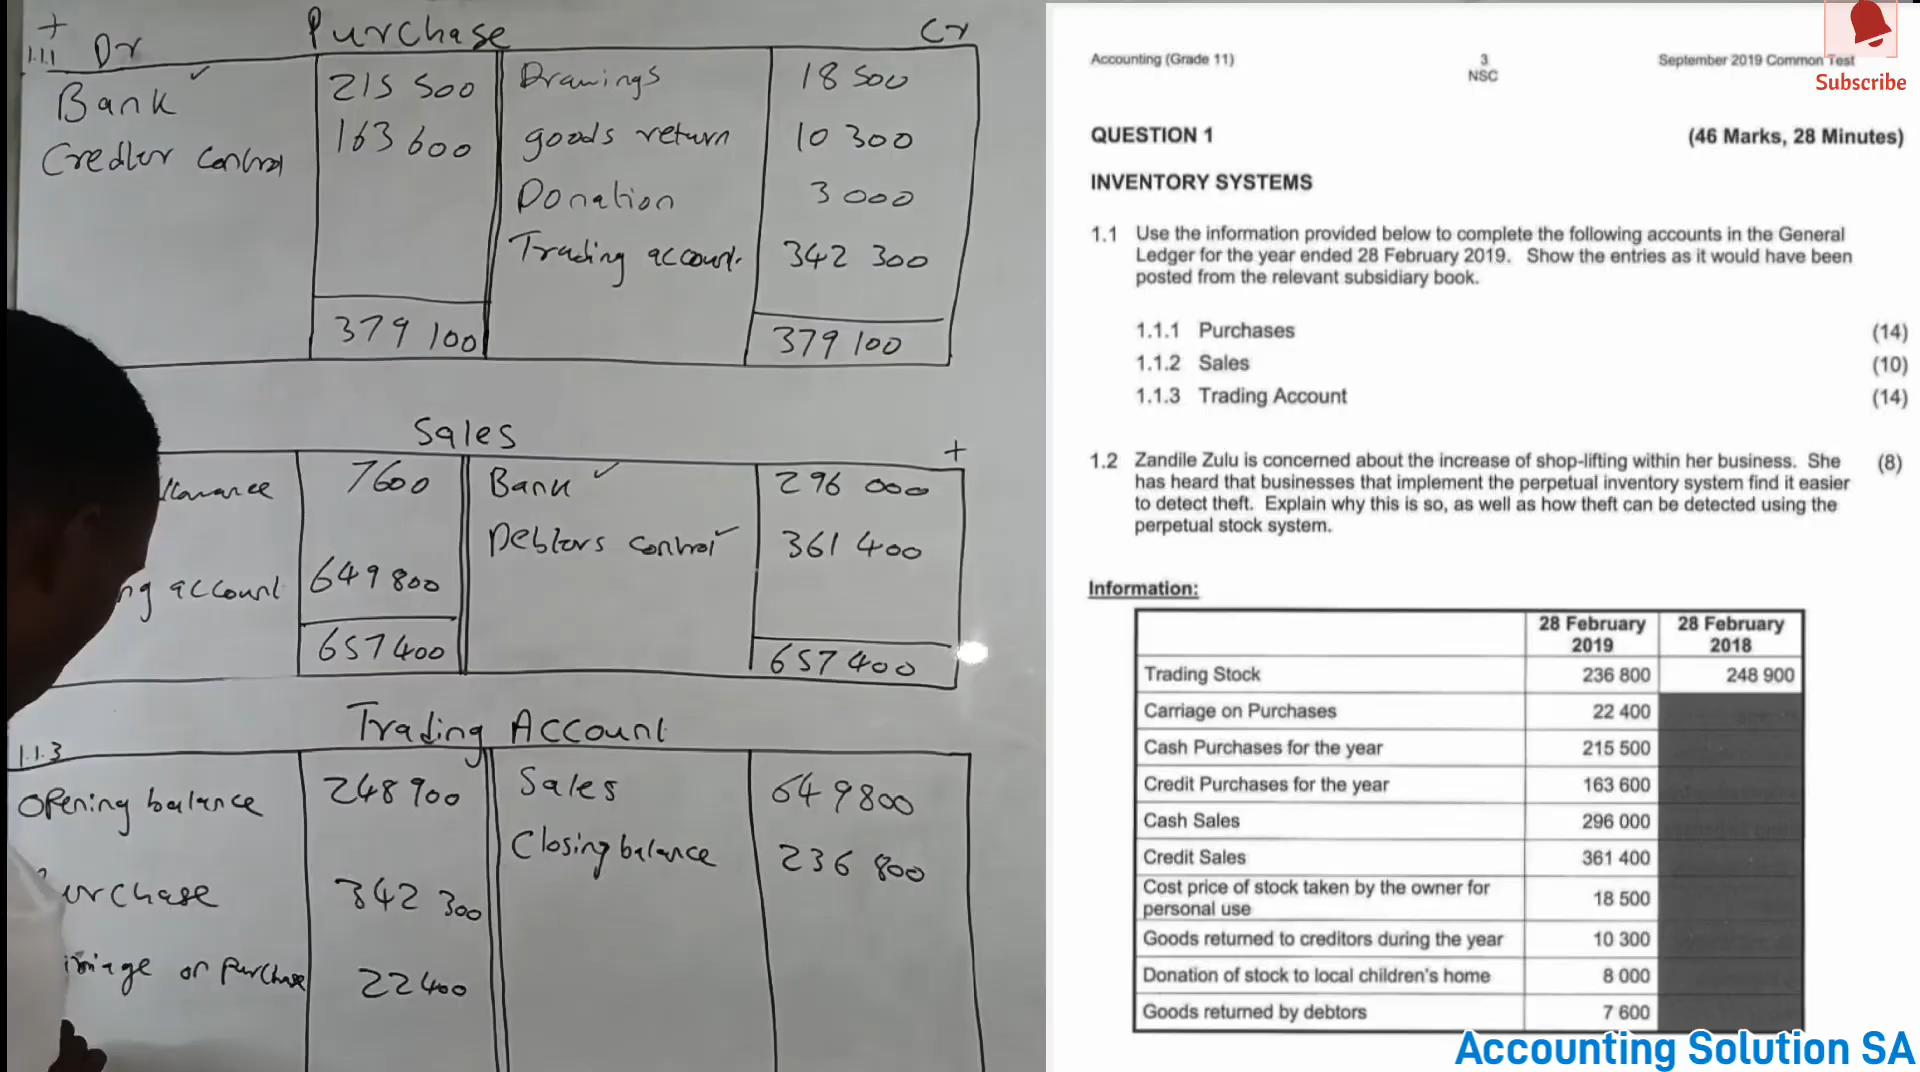 +
1.1.1 Dr Purchase Cr
Bank ✓ 215 500 Drawings 18 500
Creditor control 163 600 goods return 10 300
Donation 3 000
Trading account. 342 300
379 100 379 100
Sales
+
llowance 7600 Bank ✓ 296 000
Debtors control ✓ 361 400
ng account 649 800
657 400 657 400
Trading Account
1.1.3
Opening balance 248 900 Sales 649800
Closing balance 236 800
urchase 342 300
riage on purchase 22400
Accounting (Grade 11) 3 September 2019 Common Test
NSC
Subscribe
QUESTION 1 (46 Marks, 28 Minutes)
INVENTORY SYSTEMS
1.1 Use the information provided below to complete the following accounts in the General
Ledger for the year ended 28 February 2019. Show the entries as it would have been
posted from the relevant subsidiary book.
1.1.1 Purchases (14)
1.1.2 Sales (10)
1.1.3 Trading Account (14)
1.2 Zandile Zulu is concerned about the increase of shop-lifting within her business. She (8)
has heard that businesses that implement the perpetual inventory system find it easier
to detect theft. Explain why this is so, as well as how theft can be detected using the
perpetual stock system.
Information:
28 February 28 February
2019 2018
Trading Stock 236 800 248 900
Carriage on Purchases 22 400
Cash Purchases for the year 215 500
Credit Purchases for the year 163 600
Cash Sales 296 000
Credit Sales 361 400
Cost price of stock taken by the owner for
personal use 18 500
Goods returned to creditors during the year 10 300
Donation of stock to local children's home 8 000
Goods returned by debtors 7 600
Accounting Solution SA